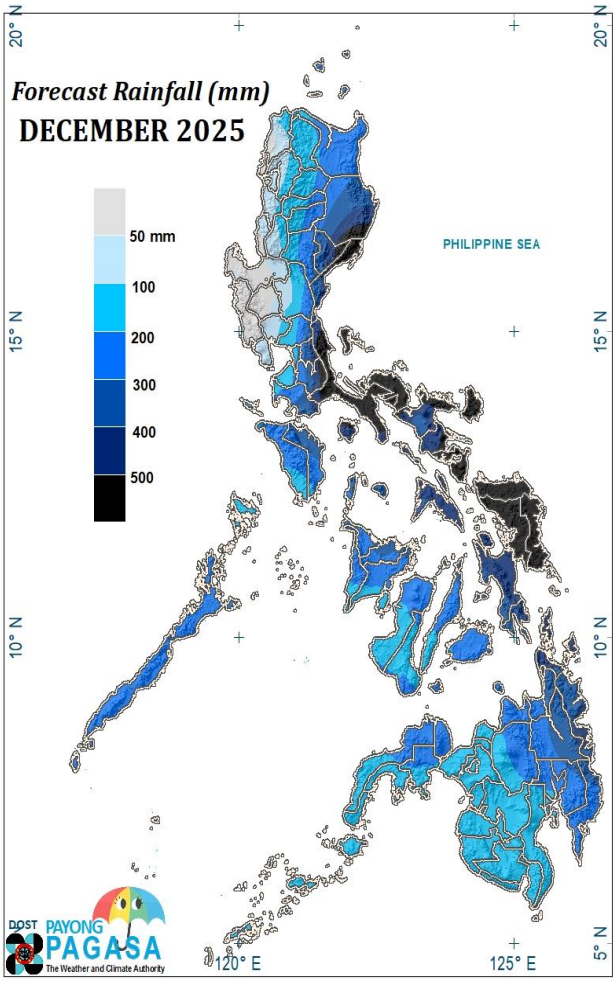 20° N
20° N
Forecast Rainfall (mm)
DECEMBER 2025
50 mm
100
200
300
400
500
PHILIPPINE SEA
15° N
15° N
10° N
10° N
5° N
120° E
125° E
DOST
PAYONG
PAGASA
The Weather and Climate Authority